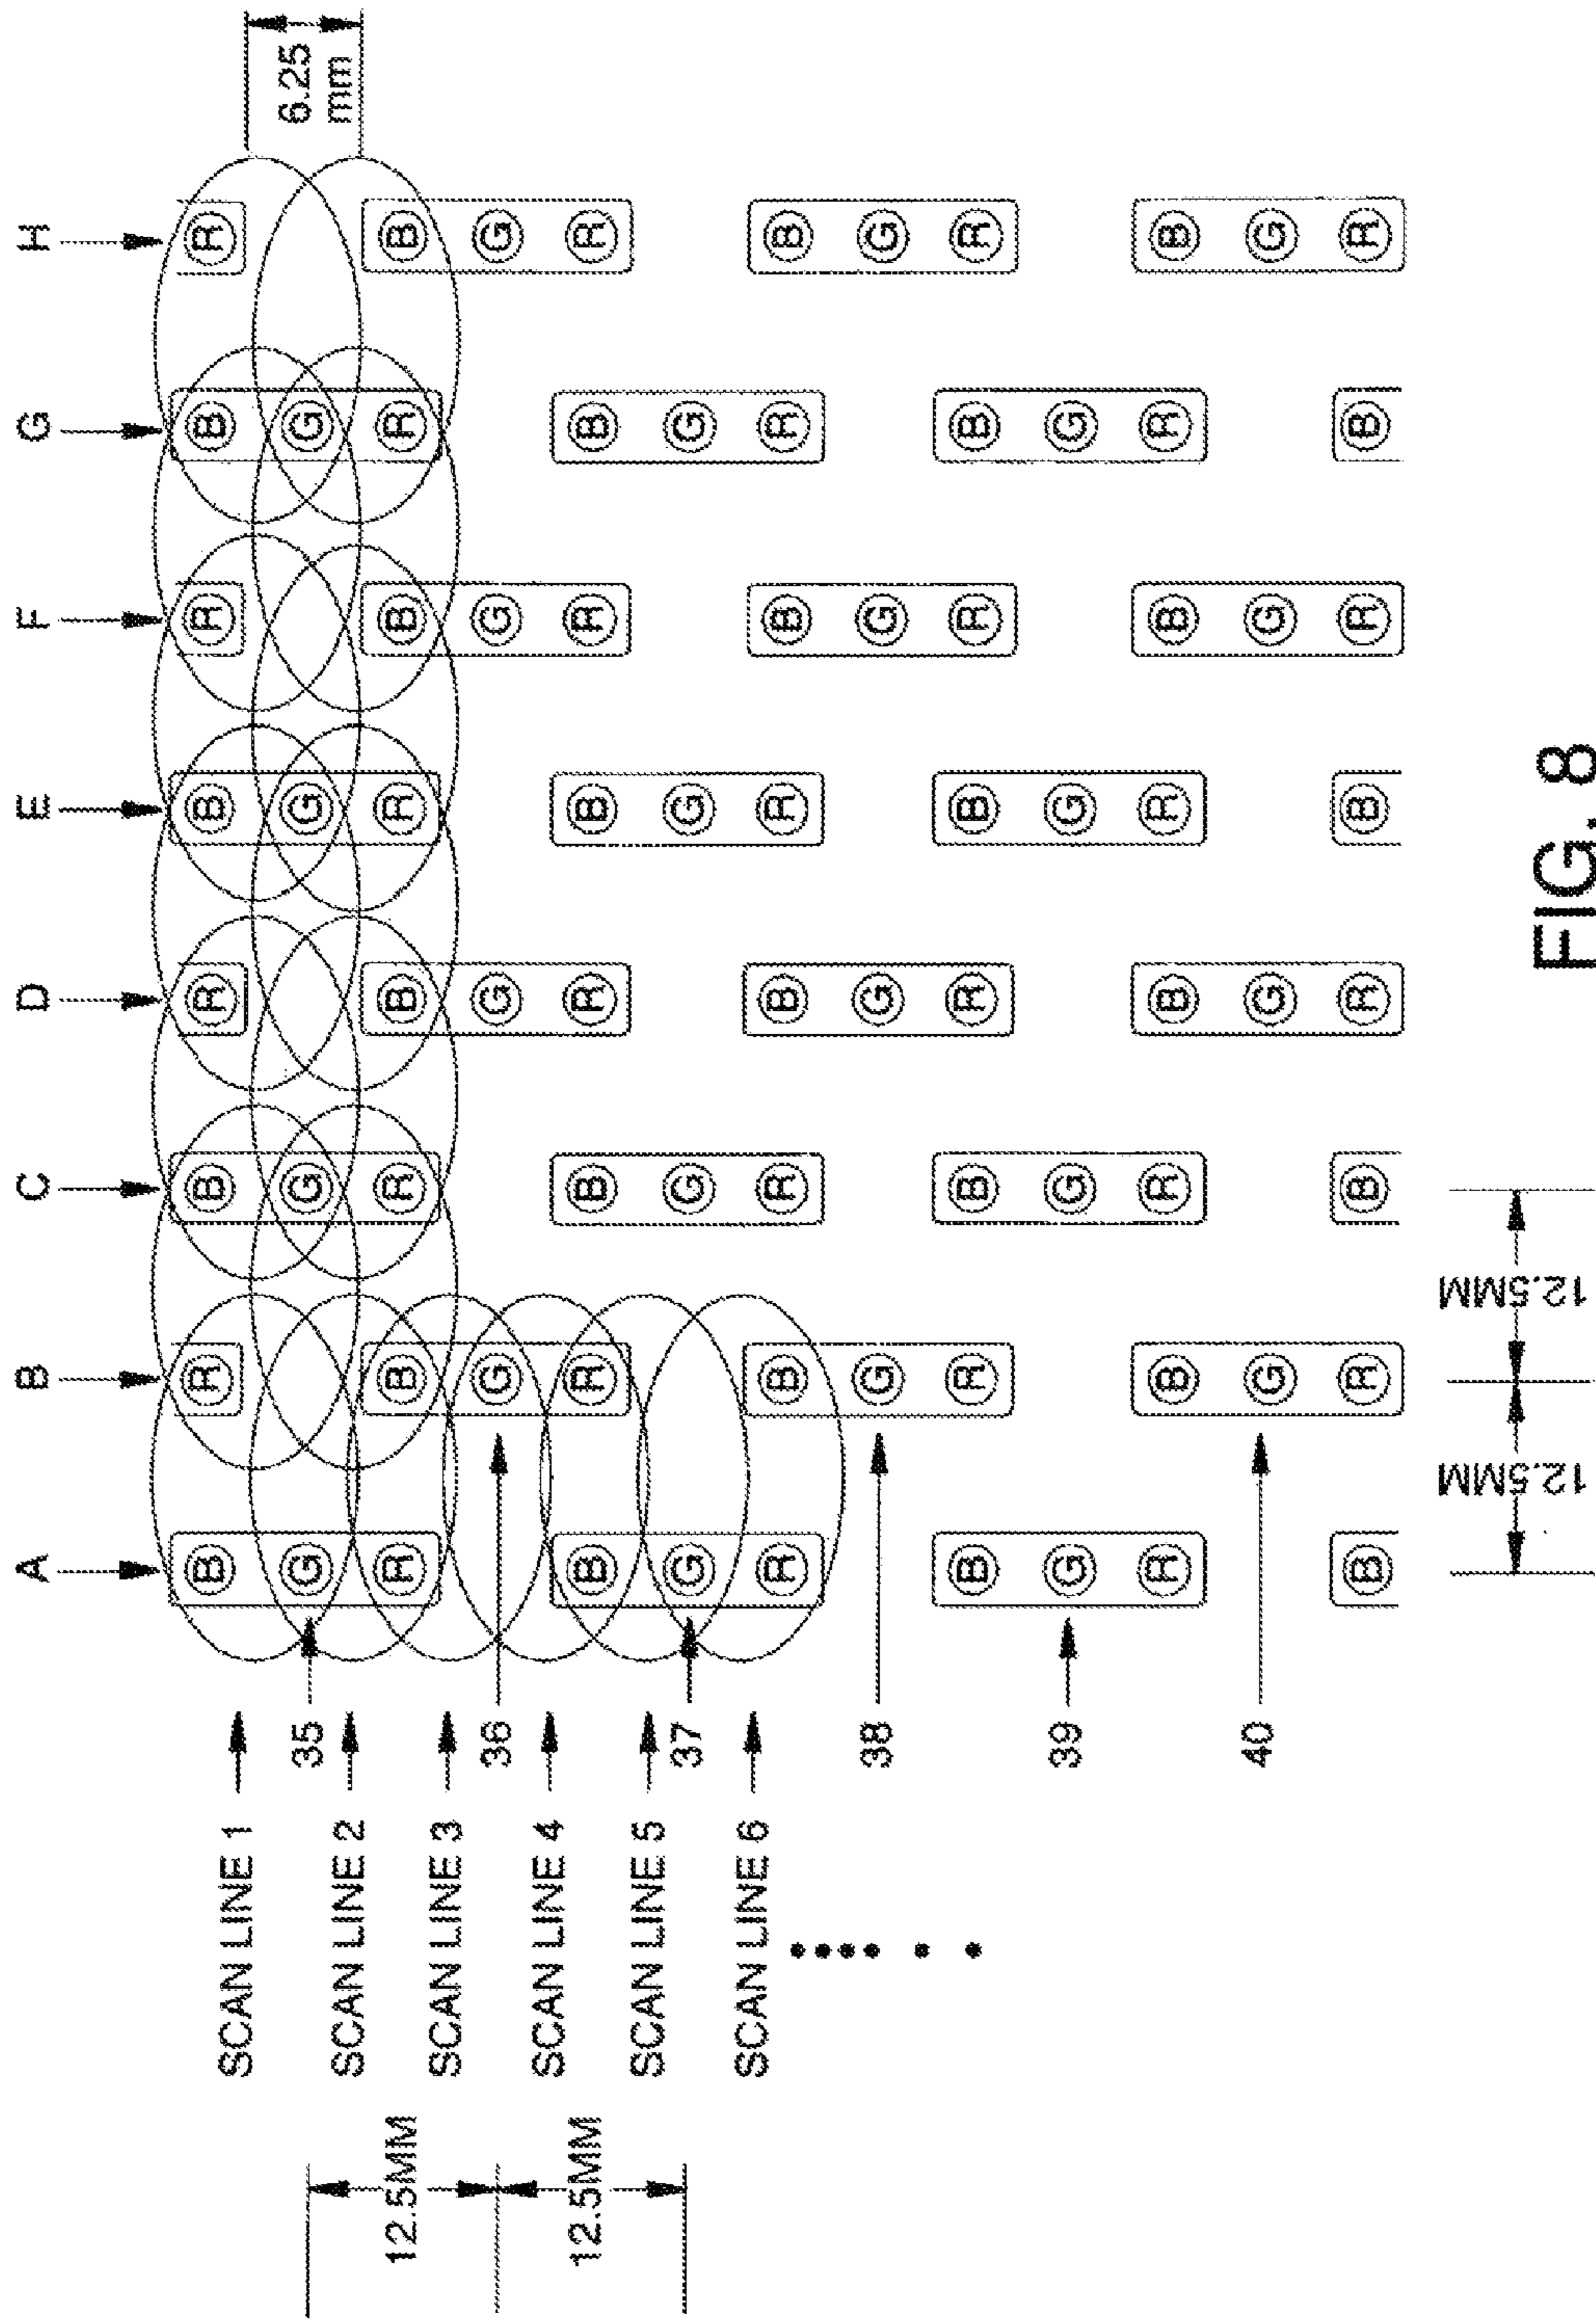 A B C D E F G H
6.25
mm
B R B R B R B R
SCAN LINE 1
35 G G G G
SCAN LINE 2
R B R B R B R B
SCAN LINE 3
12.5MM
36 G G G G
SCAN LINE 4
B R B R B R B R
12.5MM
SCAN LINE 5
37 G G G G
SCAN LINE 6
R B R B R B R B
38 G G G G
B R B R B R B R
39 G G G G
R B R B R B R B
40 G G G G
B R B R B R B R
12.5MM 12.5MM
FIG. 8